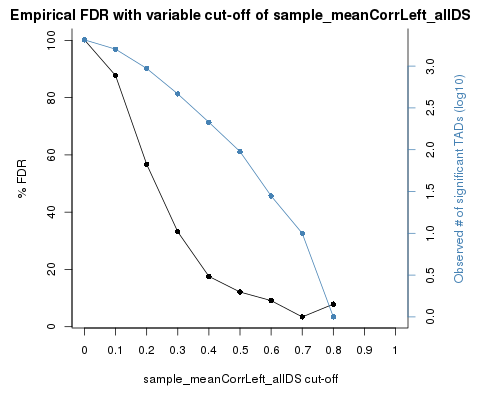 Empirical FDR with variable cut-off of sample_meanCorrLeft_allDS
100
80
60
40
20
0
% FDR
3.0
2.5
2.0
1.5
1.0
0.5
0.0
Observed # of significant TADs (log10)
0 0.1 0.2 0.3 0.4 0.5 0.6 0.7 0.8 0.9 1
sample_meanCorrLeft_allDS cut-off